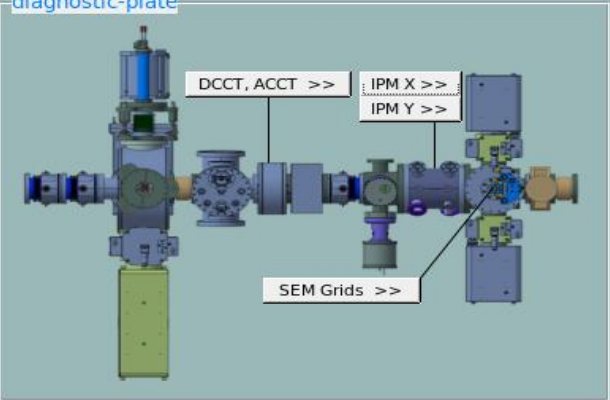 diagnostic-plate
DCCT, ACCT >>
IPM X >>
IPM Y >>
SEM Grids >>